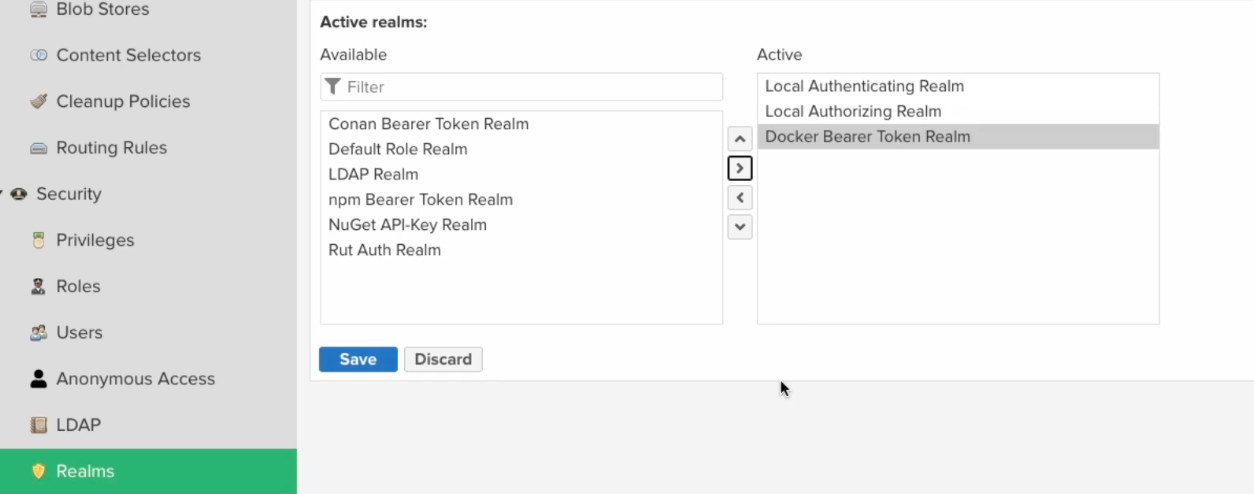 Blob Stores
Content Selectors
Cleanup Policies
Routing Rules
Security
Privileges
Roles
Users
Anonymous Access
LDAP
Realms
Active realms:
Available
Filter
Conan Bearer Token Realm
Default Role Realm
LDAP Realm
npm Bearer Token Realm
NuGet API-Key Realm
Rut Auth Realm
Active
Local Authenticating Realm
Local Authorizing Realm
Docker Bearer Token Realm
Save
Discard